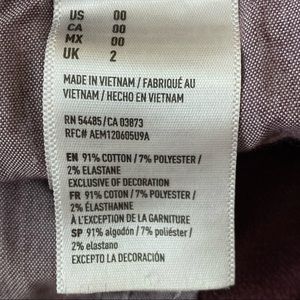 US 00
CA 00
MX 00
UK 2
MADE IN VIETNAM / FABRIQUÉ AU
VIETNAM / HECHO EN VIETNAM
RN 54485/CA 03873
RFC# AEM120605U9A
EN 91% COTTON / 7% POLYESTER /
2% ELASTANE
EXCLUSIVE OF DECORATION
FR 91% COTON / 7% POLYESTER /
2% ÉLASTHANNE
À L'EXCEPTION DE LA GARNITURE
SP 91% algodón / 7% poliéster /
2% elastano
EXCEPTO LA DECORACIÓN